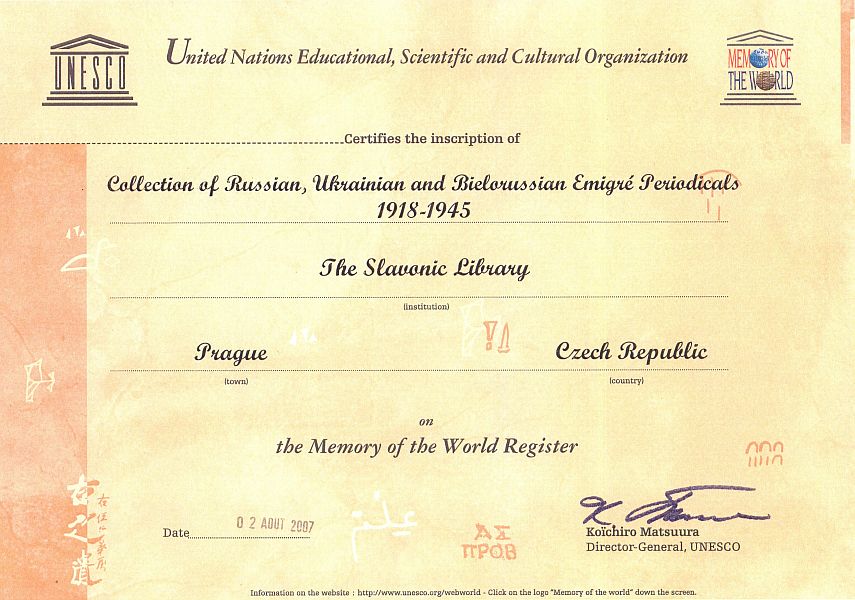 UNESCO
United Nations Educational, Scientific and Cultural Organization
MEMORY OF
THE WORLD
Certifies the inscription of
Collection of Russian, Ukrainian and Bielorussian Emigré Periodicals
1918-1945
The Slavonic Library
(institution)
Prague Czech Republic
(town) (country)
on
the Memory of the World Register
Date 02 AOUT 2007
Koïchiro Matsuura
Director-General, UNESCO
ΑΣ
ΠΡΟΒ
Information on the website : http://www.unesco.org/webworld - Click on the logo "Memory of the world" down the screen.